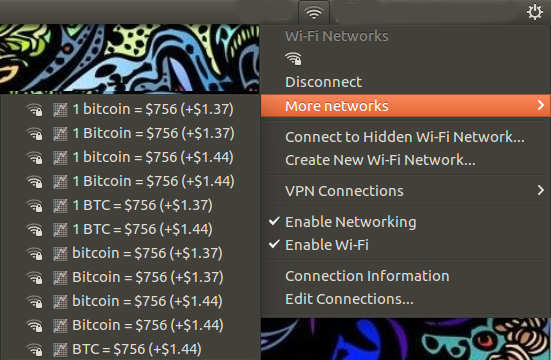 Wi-Fi Networks
Disconnect
More networks
Connect to Hidden Wi-Fi Network...
Create New Wi-Fi Network...
VPN Connections
Enable Networking
Enable Wi-Fi
Connection Information
Edit Connections...
1 bitcoin = $756 (+$1.37)
1 Bitcoin = $756 (+$1.37)
1 bitcoin = $756 (+$1.44)
1 Bitcoin = $756 (+$1.44)
1 BTC = $756 (+$1.37)
1 BTC = $756 (+$1.44)
bitcoin = $756 (+$1.37)
Bitcoin = $756 (+$1.37)
bitcoin = $756 (+$1.44)
Bitcoin = $756 (+$1.44)
BTC = $756 (+$1.44)